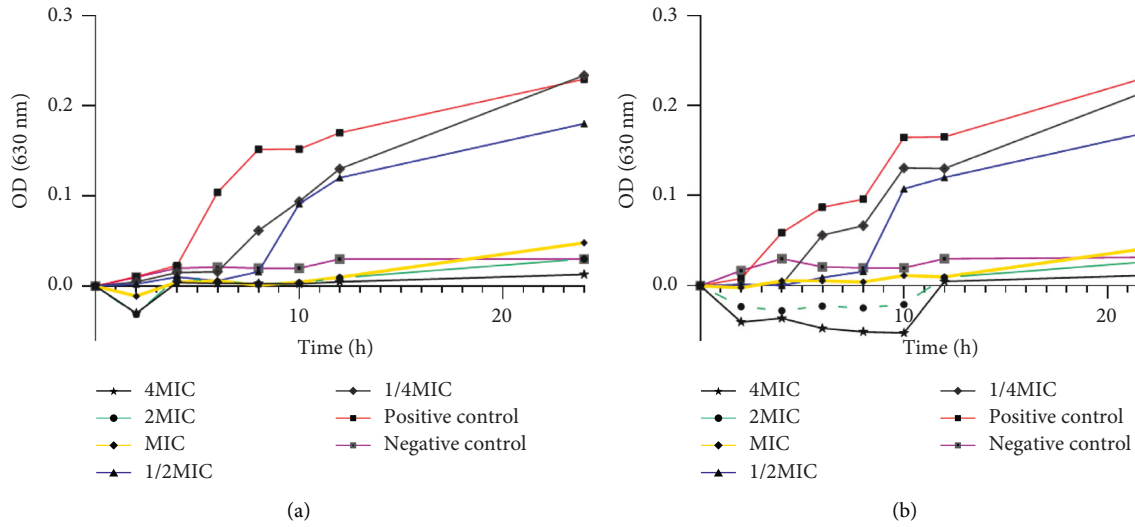 0.3
0.2
0.1
0.0
OD (630 nm)
10
20
Time (h)
4MIC
2MIC
MIC
1/2MIC
1/4MIC
Positive control
Negative control
(a)
0.3
0.2
0.1
0.0
OD (630 nm)
10
20
Time (h)
4MIC
2MIC
MIC
1/2MIC
1/4MIC
Positive control
Negative control
(b)